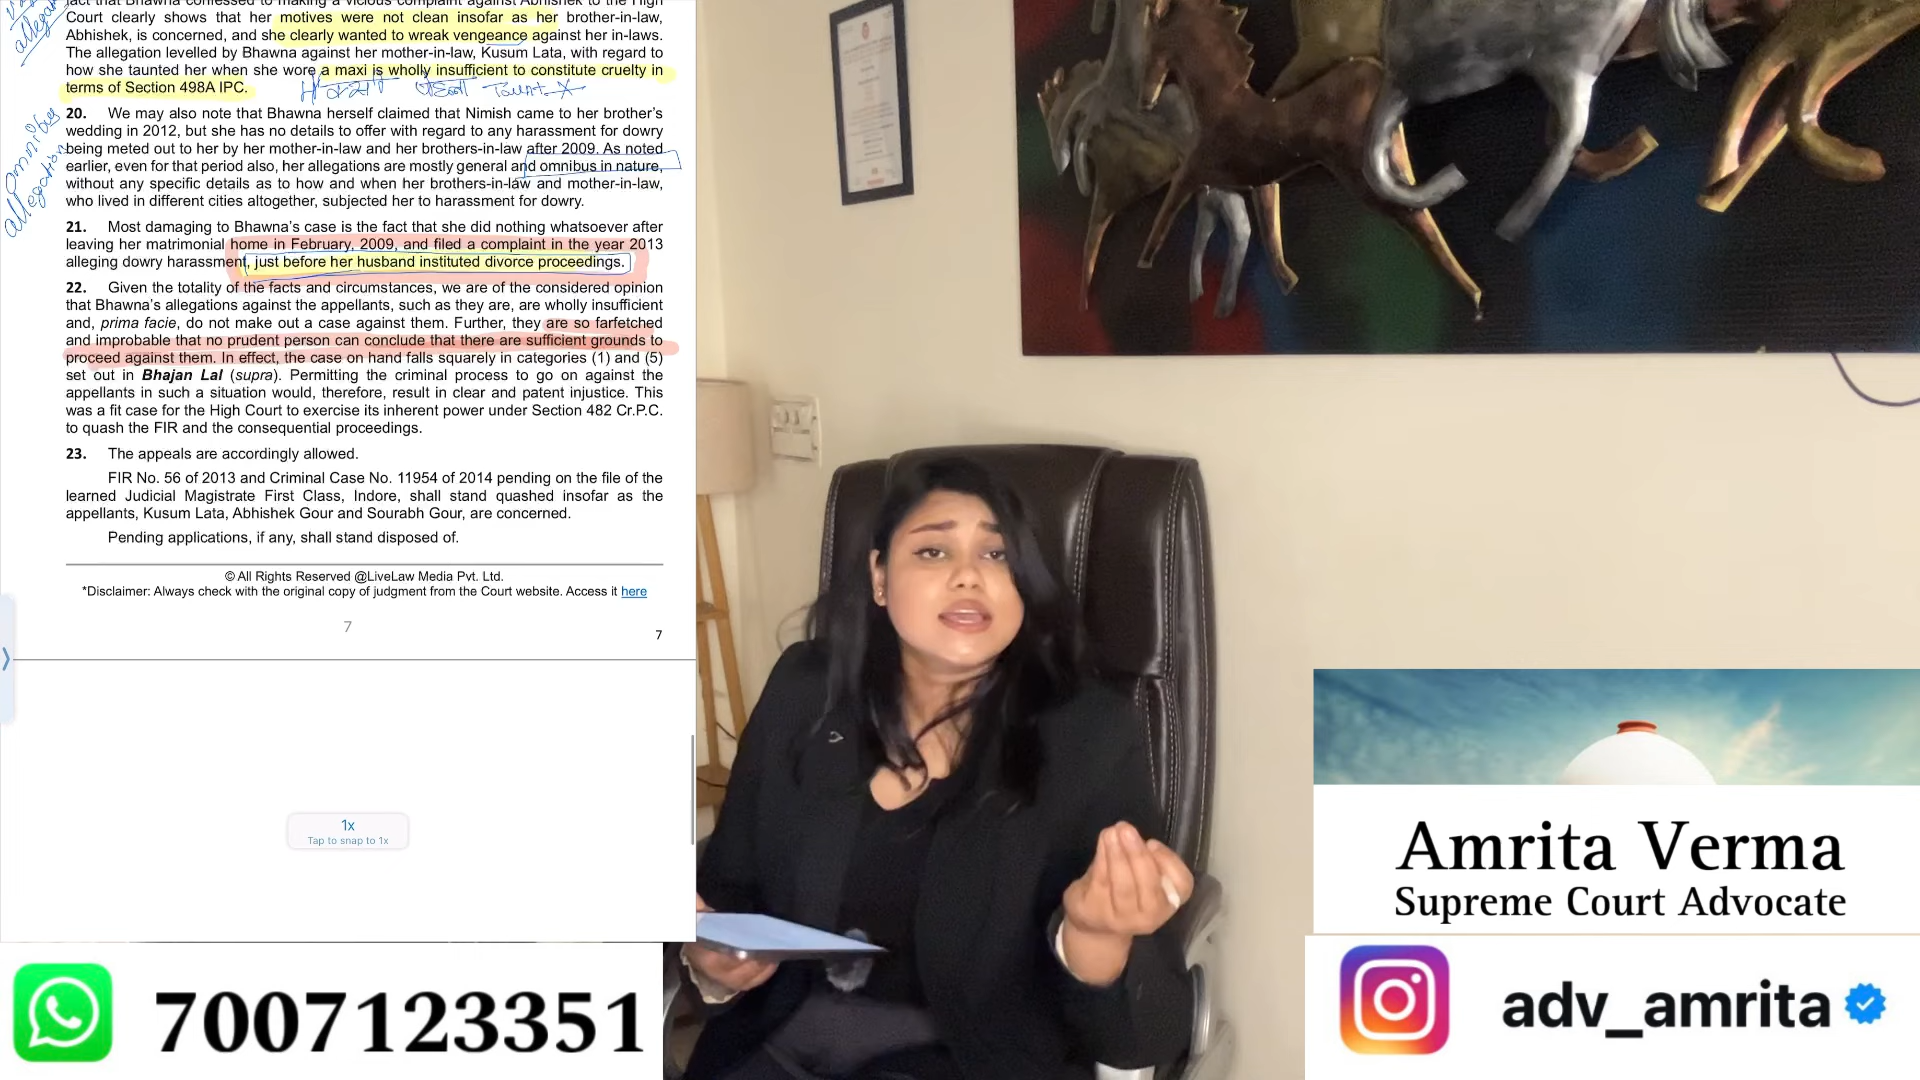 Court clearly shows that her motives were not clean insofar as her brother-in-law,
Abhishek, is concerned, and she clearly wanted to wreak vengeance against her in-laws.
The allegation levelled by Bhawna against her mother-in-law, Kusum Lata, with regard to
how she taunted her when she wore a maxi is wholly insufficient to constitute cruelty in
terms of Section 498A IPC.
Taunt X
20. We may also note that Bhawna herself claimed that Nimish came to her brother's
wedding in 2012, but she has no details to offer with regard to any harassment for dowry
being meted out to her by her mother-in-law and her brothers-in-law after 2009. As noted
earlier, even for that period also, her allegations are mostly general and omnibus in nature,
without any specific details as to how and when her brothers-in-law and mother-in-law,
who lived in different cities altogether, subjected her to harassment for dowry.
Omnibus
allegation
21. Most damaging to Bhawna's case is the fact that she did nothing whatsoever after
leaving her matrimonial home in February, 2009, and filed a complaint in the year 2013
alleging dowry harassment, just before her husband instituted divorce proceedings.
22. Given the totality of the facts and circumstances, we are of the considered opinion
that Bhawna's allegations against the appellants, such as they are, are wholly insufficient
and, prima facie, do not make out a case against them. Further, they are so farfetched
and improbable that no prudent person can conclude that there are sufficient grounds to
proceed against them. In effect, the case on hand falls squarely in categories (1) and (5)
set out in Bhajan Lal (supra). Permitting the criminal process to go on against the
appellants in such a situation would, therefore, result in clear and patent injustice. This
was a fit case for the High Court to exercise its inherent power under Section 482 Cr.P.C.
to quash the FIR and the consequential proceedings.
23. The appeals are accordingly allowed.
FIR No. 56 of 2013 and Criminal Case No. 11954 of 2014 pending on the file of the
learned Judicial Magistrate First Class, Indore, shall stand quashed insofar as the
appellants, Kusum Lata, Abhishek Gour and Sourabh Gour, are concerned.
Pending applications, if any, shall stand disposed of.
© All Rights Reserved @LiveLaw Media Pvt. Ltd.
*Disclaimer: Always check with the original copy of judgment from the Court website. Access it here
7
7
1x
Tap to snap to 1x
Amrita Verma
Supreme Court Advocate
7007123351
adv_amrita